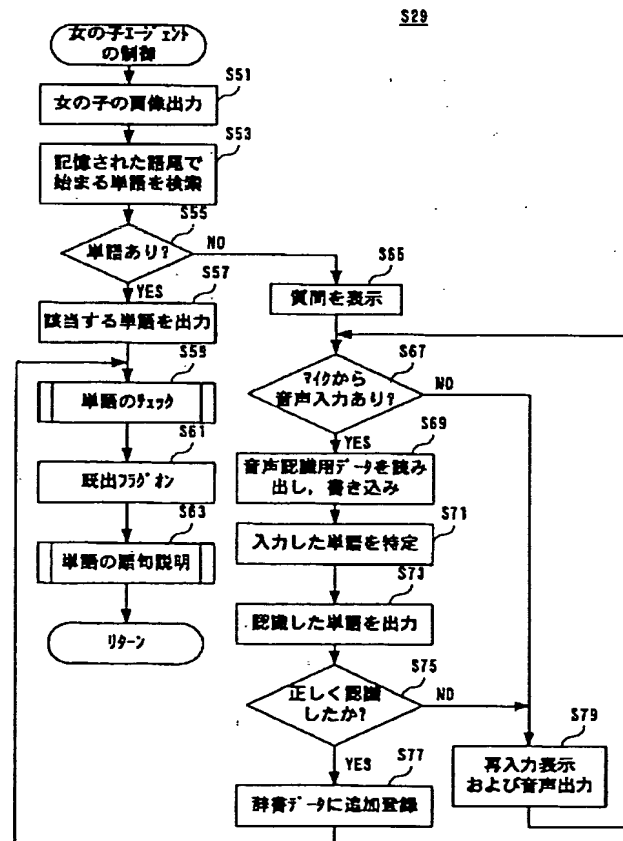 S29
女の子エージェント
の制御
S51
女の子の画像出力
S53
記憶された語尾で
始まる単語を検索
S55
単語あり?
NO
YES
S57
該当する単語を出力
S59
単語のチェック
S61
既出フラグオン
S63
単語の語句説明
リターン
S65
質問を表示
S67
マイクから
音声入力あり?
NO
YES
S69
音声認識用データを読み
出し,書き込み
S71
入力した単語を特定
S73
認識した単語を出力
S75
正しく認識
したか?
NO
YES
S77
辞書データに追加登録
S79
再入力表示
および音声出力